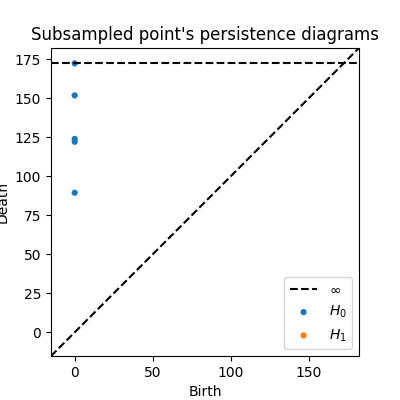 Subsampled point's persistence diagrams
175
150
125
100
75
50
25
0
Death
0 50 100 150
Birth
∞
H₀
H₁